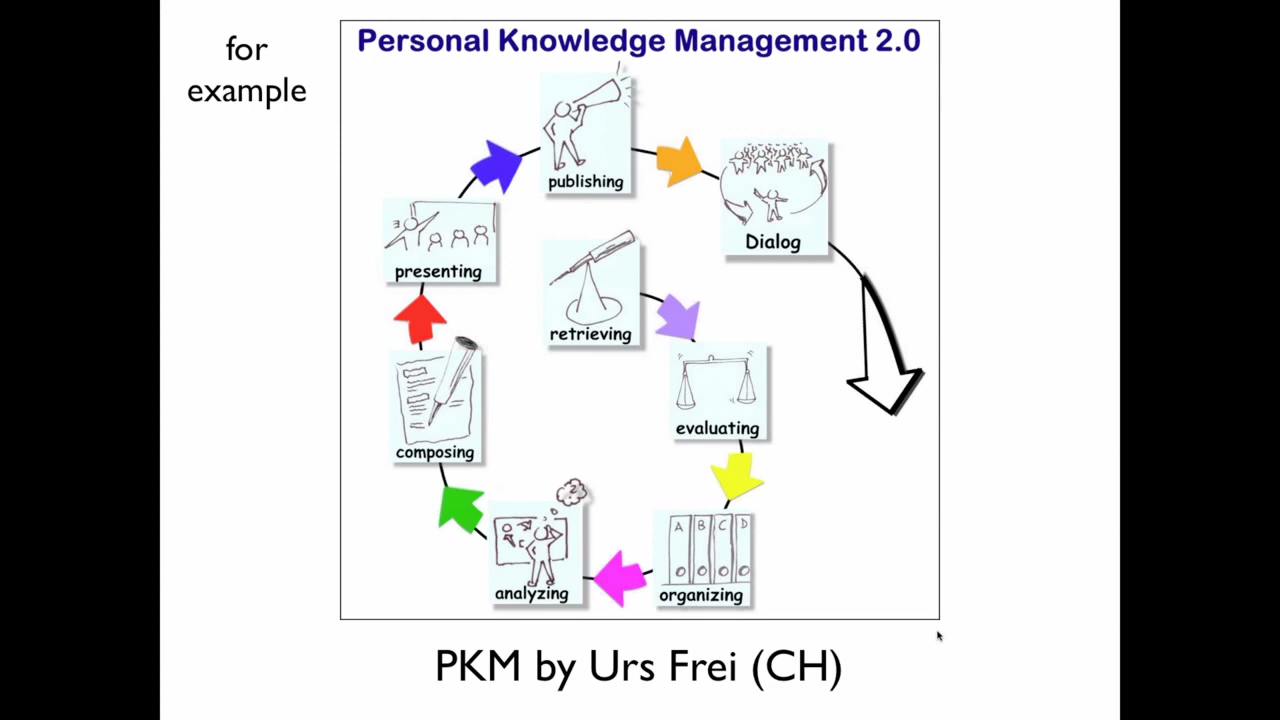 for
example
Personal Knowledge Management 2.0
publishing
Dialog
presenting
retrieving
evaluating
composing
A B C D
organizing
2
analyzing
PKM by Urs Frei (CH)